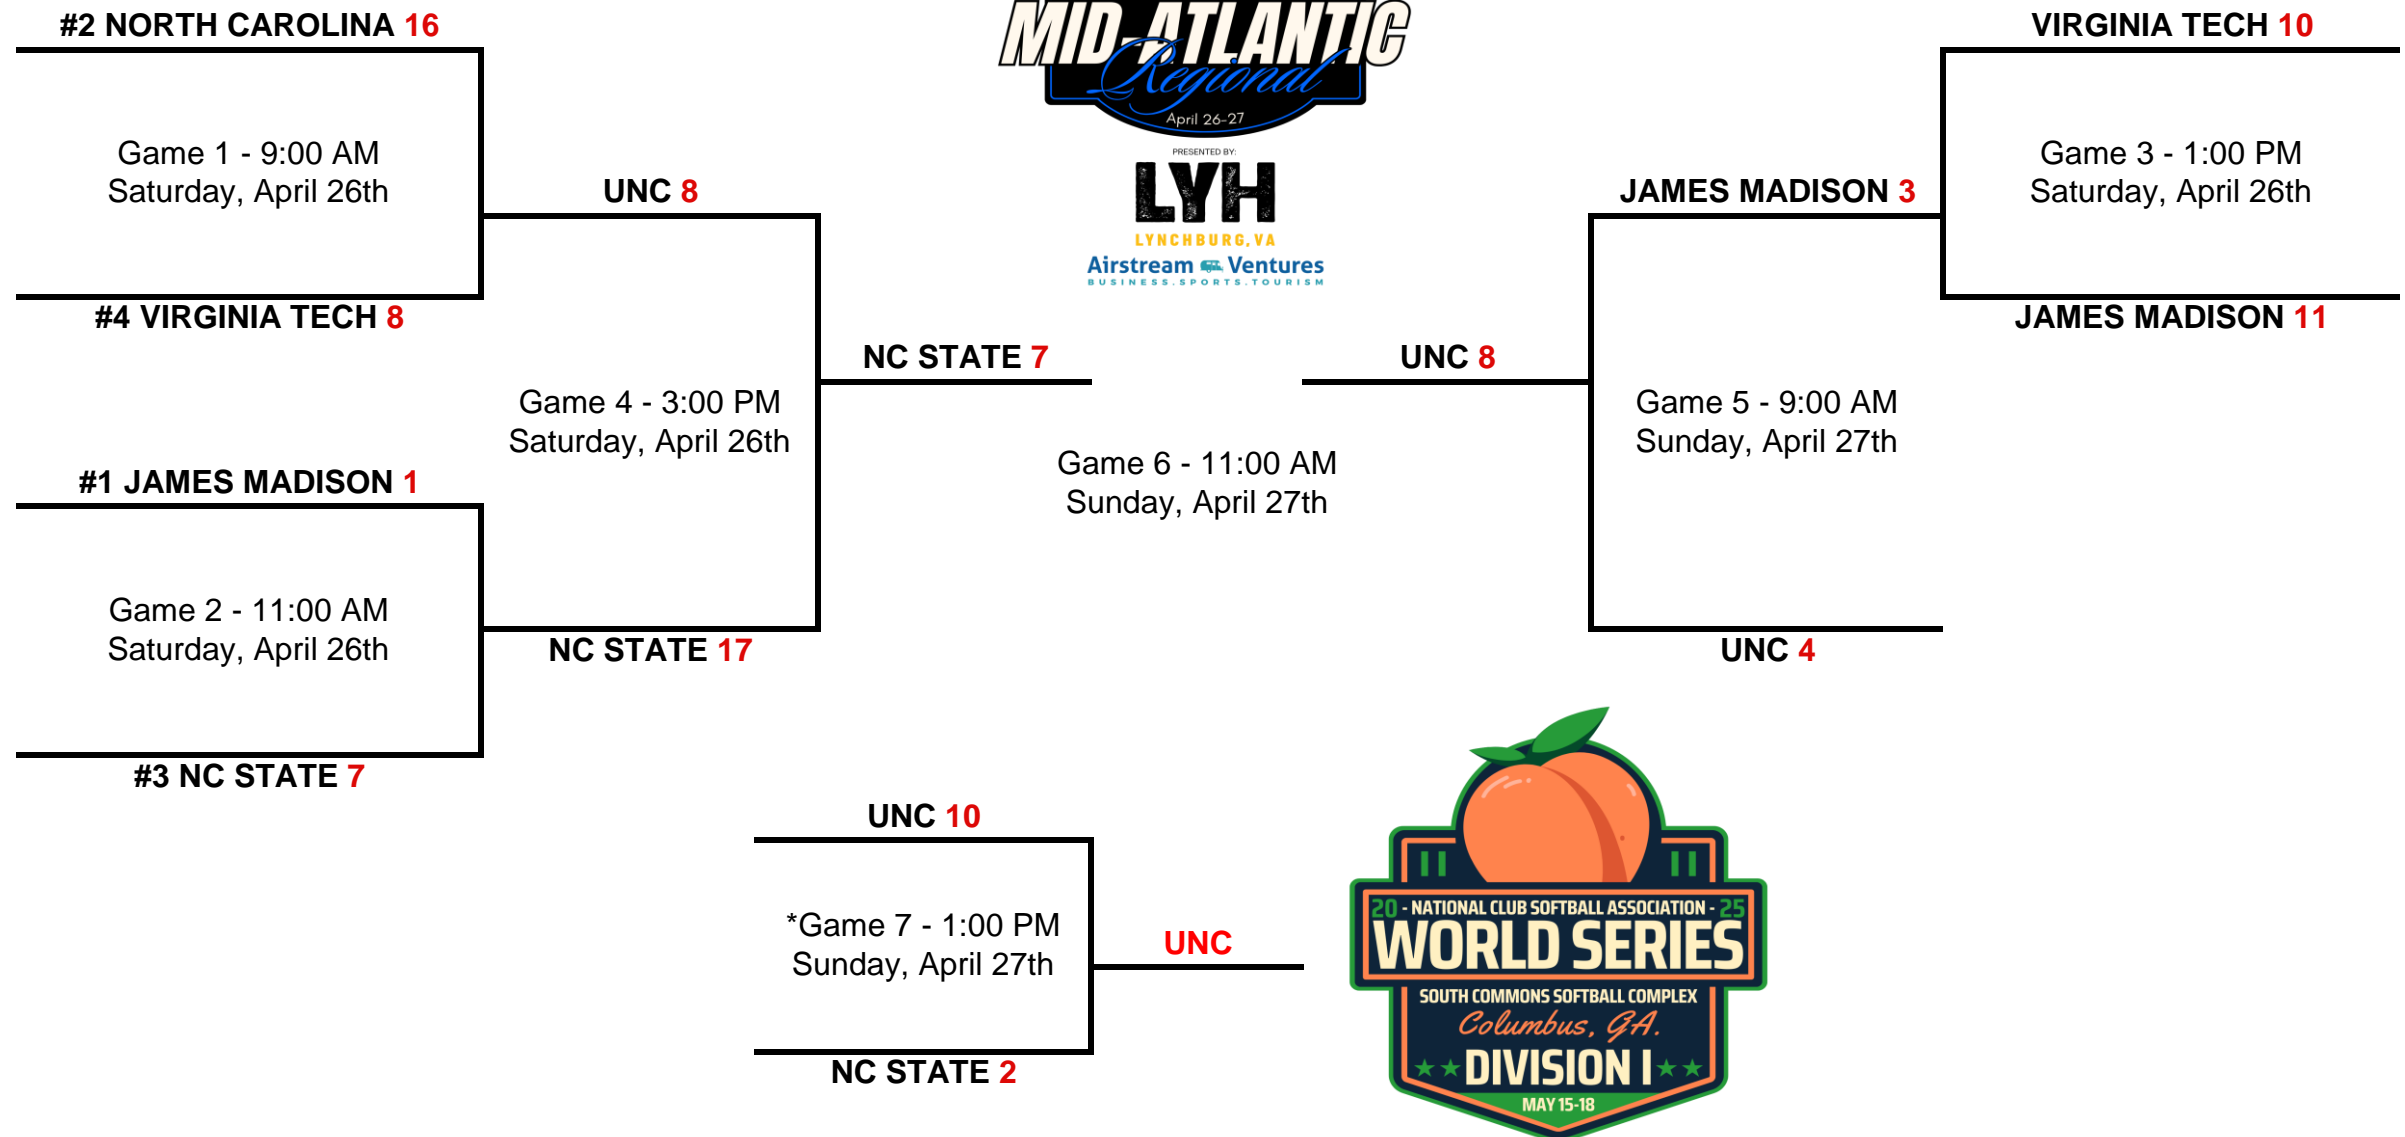 #2 NORTH CAROLINA 16
Game 1 - 9:00 AM
Saturday, April 26th
#4 VIRGINIA TECH 8
UNC 8
Game 4 - 3:00 PM
Saturday, April 26th
#1 JAMES MADISON 1
Game 2 - 11:00 AM
Saturday, April 26th
#3 NC STATE 7
NC STATE 17
MID-ATLANTIC
Regional
April 26-27
PRESENTED BY:
LYH
LYNCHBURG, VA
Airstream Ventures
BUSINESS.SPORTS.TOURISM
NC STATE 7
UNC 8
Game 6 - 11:00 AM
Sunday, April 27th
VIRGINIA TECH 10
Game 3 - 1:00 PM
Saturday, April 26th
JAMES MADISON 11
JAMES MADISON 3
Game 5 - 9:00 AM
Sunday, April 27th
UNC 4
UNC 10
*Game 7 - 1:00 PM
Sunday, April 27th
NC STATE 2
UNC
20 - NATIONAL CLUB SOFTBALL ASSOCIATION - 25
WORLD SERIES
SOUTH COMMONS SOFTBALL COMPLEX
Columbus, GA.
DIVISION I
MAY 15-18